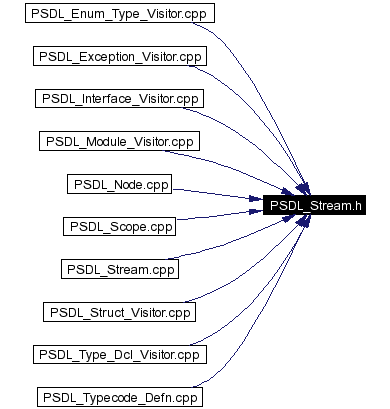 PSDL_Enum_Type_Visitor.cpp
PSDL_Exception_Visitor.cpp
PSDL_Interface_Visitor.cpp
PSDL_Module_Visitor.cpp
PSDL_Node.cpp
PSDL_Stream.h
PSDL_Scope.cpp
PSDL_Stream.cpp
PSDL_Struct_Visitor.cpp
PSDL_Type_Dcl_Visitor.cpp
PSDL_Typecode_Defn.cpp